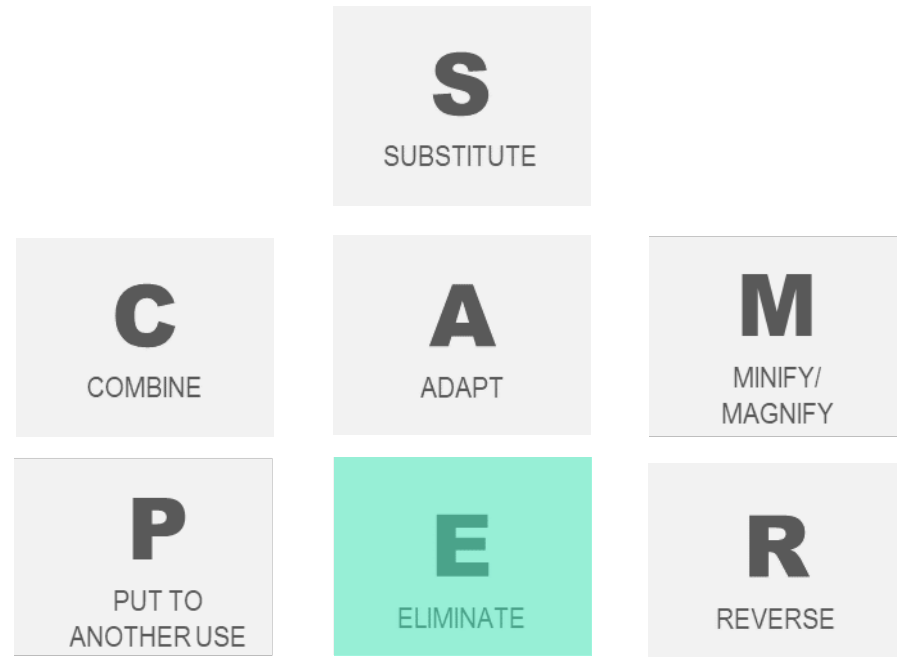 S
SUBSTITUTE
C
COMBINE
A
ADAPT
M
MINIFY/
MAGNIFY
P
PUT TO
ANOTHER USE
E
ELIMINATE
R
REVERSE